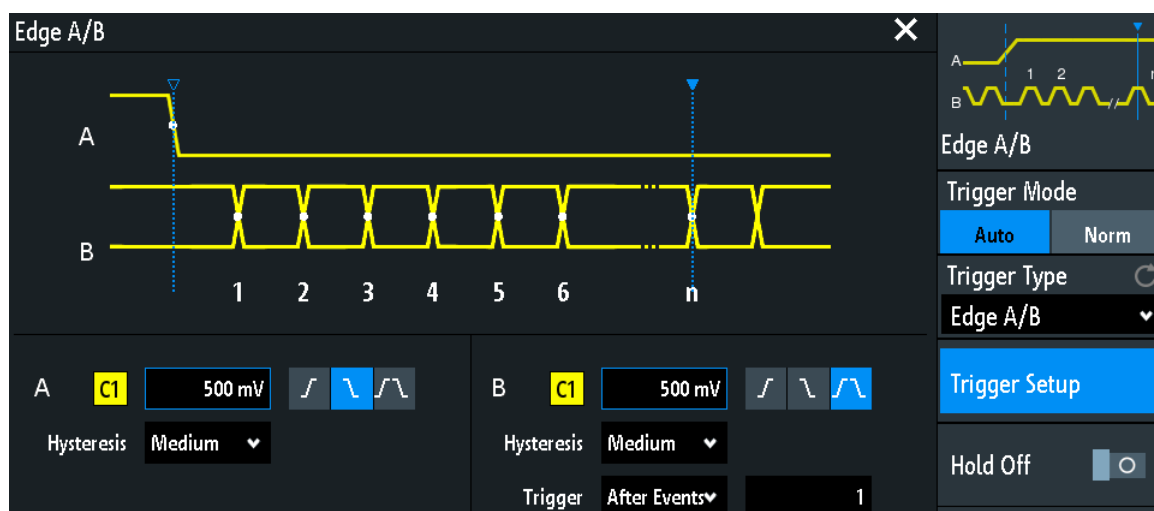 Edge A/B
A
B
1 2 3 4 5 6 n
A C1 500 mV
Hysteresis Medium
B C1 500 mV
Hysteresis Medium
Trigger After Events 1
A
1 2
B
Edge A/B
Trigger Mode
Auto Norm
Trigger Type
Edge A/B
Trigger Setup
Hold Off